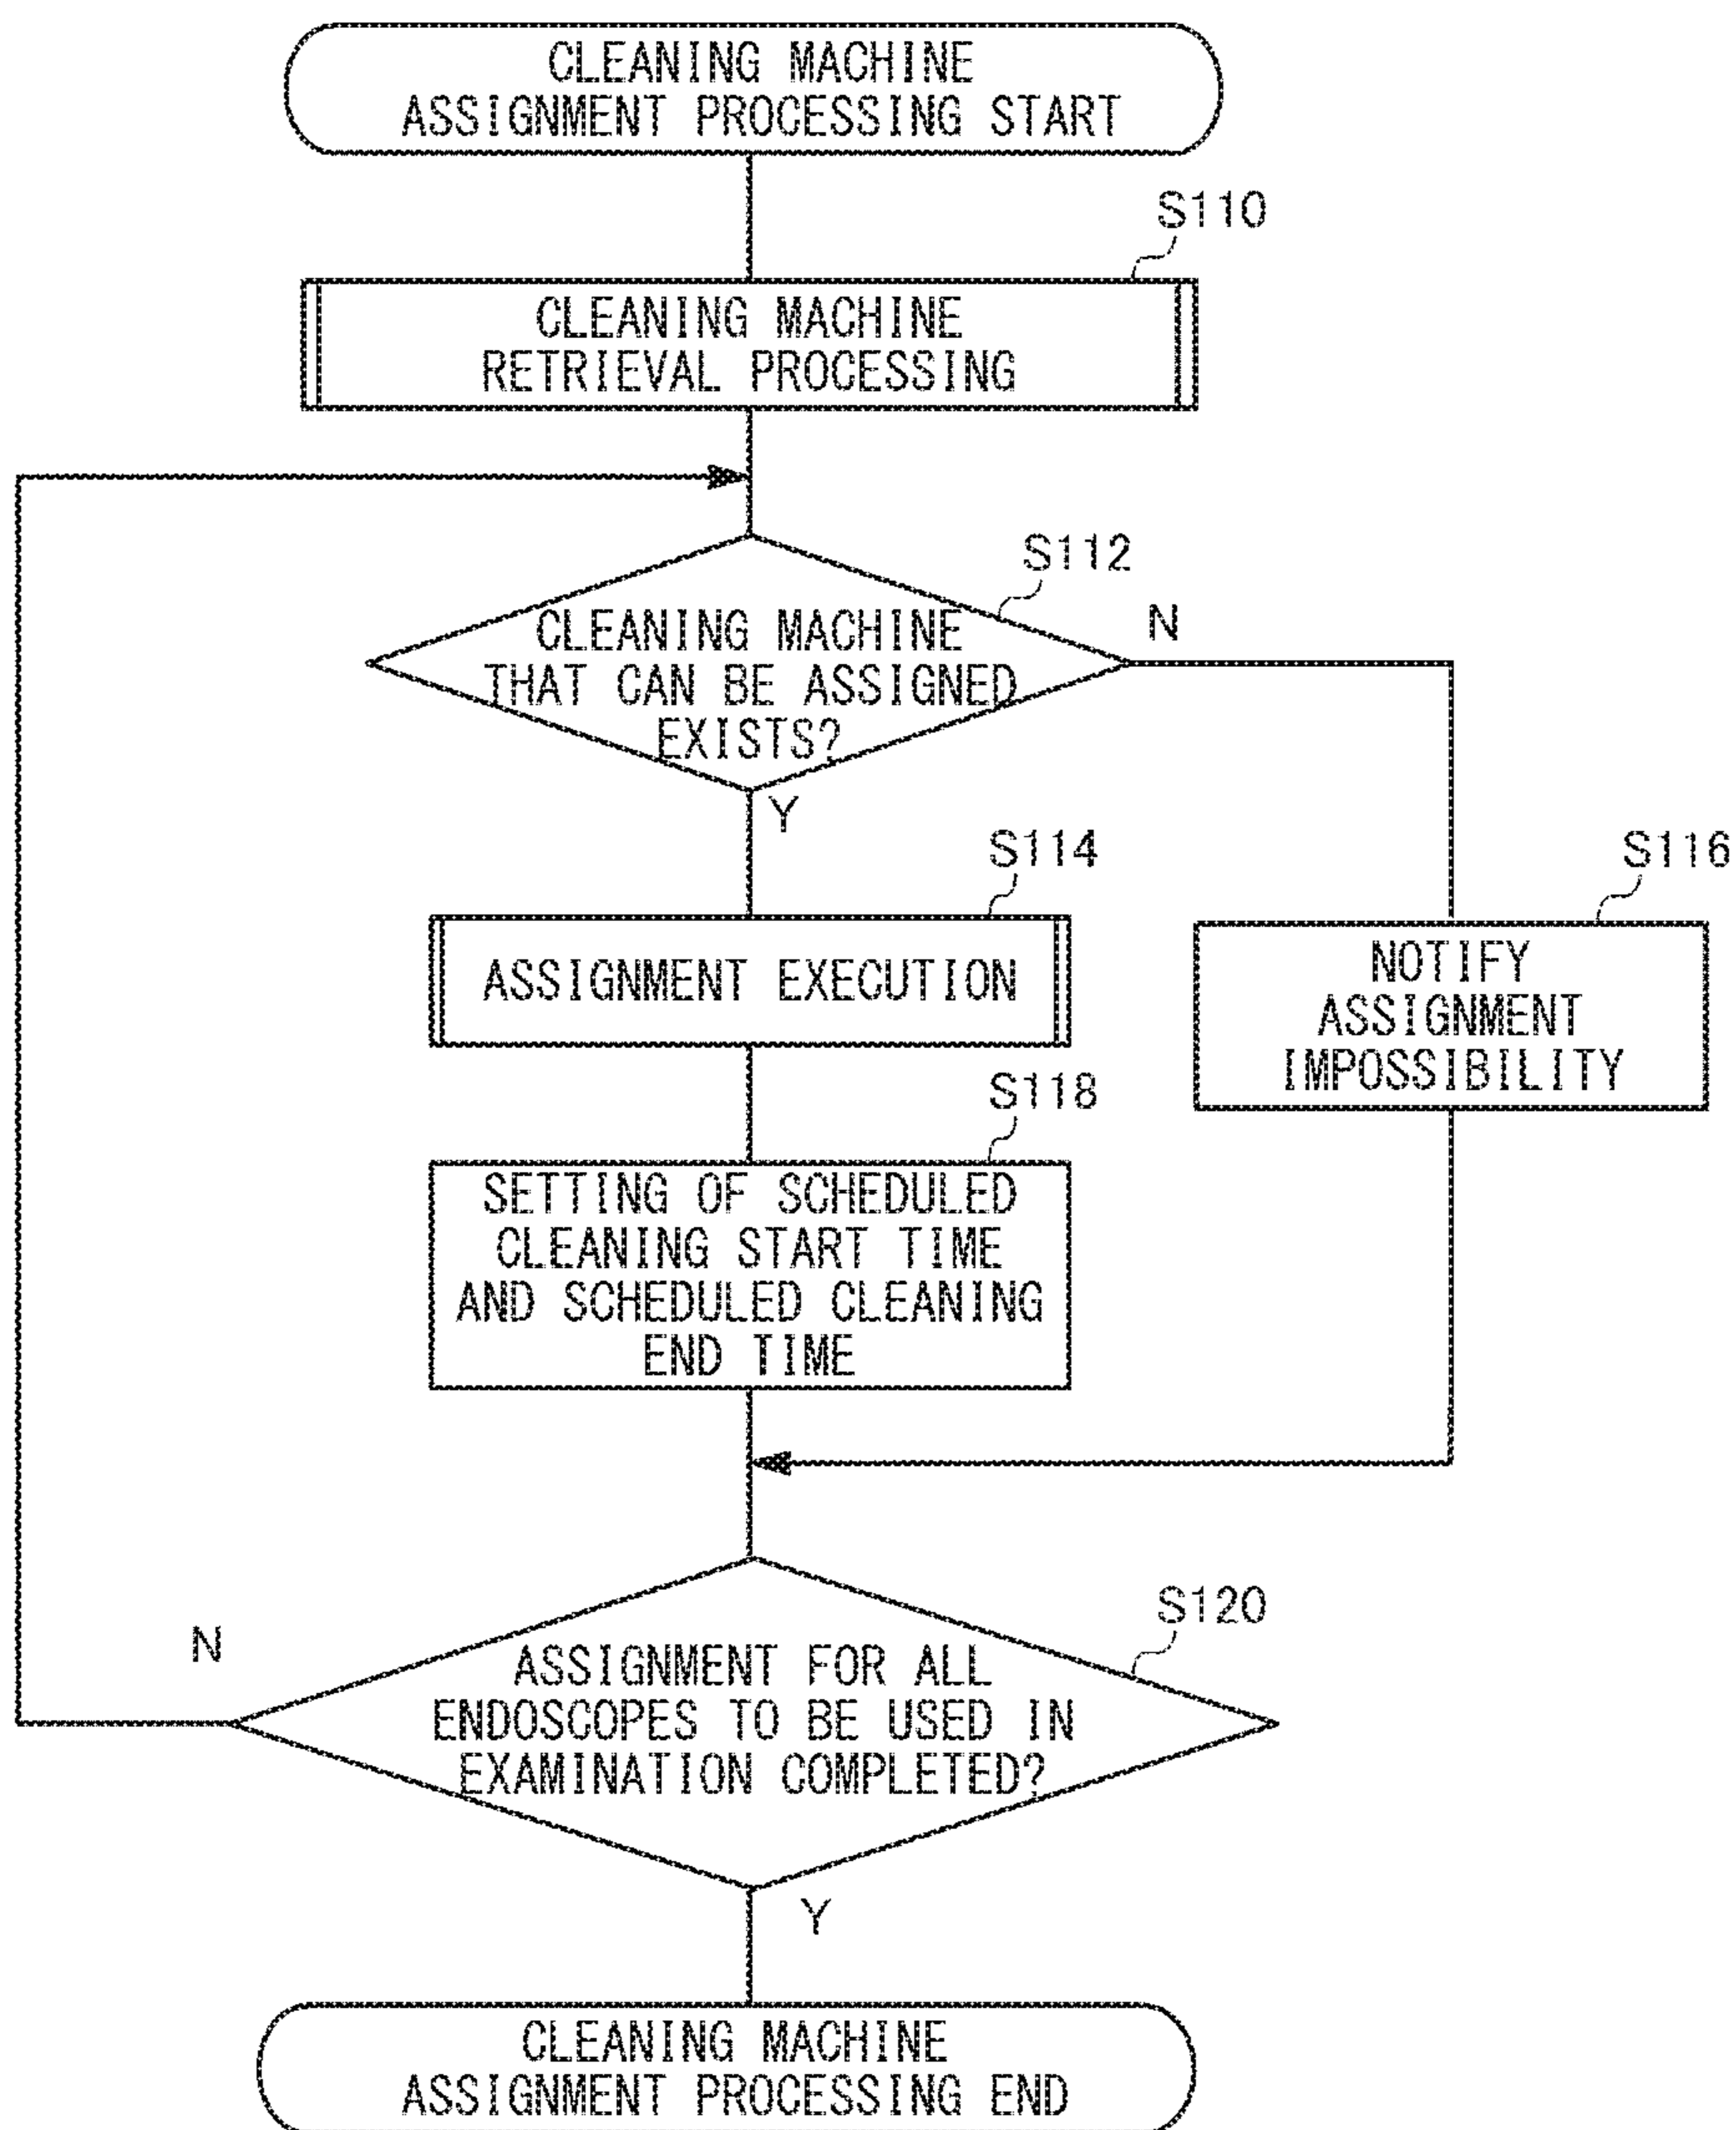 CLEANING MACHINE
ASSIGNMENT PROCESSING START
S110
CLEANING MACHINE
RETRIEVAL PROCESSING
S112
CLEANING MACHINE
THAT CAN BE ASSIGNED
EXISTS?
N
Y
S114
ASSIGNMENT EXECUTION
S116
NOTIFY
ASSIGNMENT
IMPOSSIBILITY
S118
SETTING OF SCHEDULED
CLEANING START TIME
AND SCHEDULED CLEANING
END TIME
S120
ASSIGNMENT FOR ALL
ENDOSCOPES TO BE USED IN
EXAMINATION COMPLETED?
N
Y
CLEANING MACHINE
ASSIGNMENT PROCESSING END